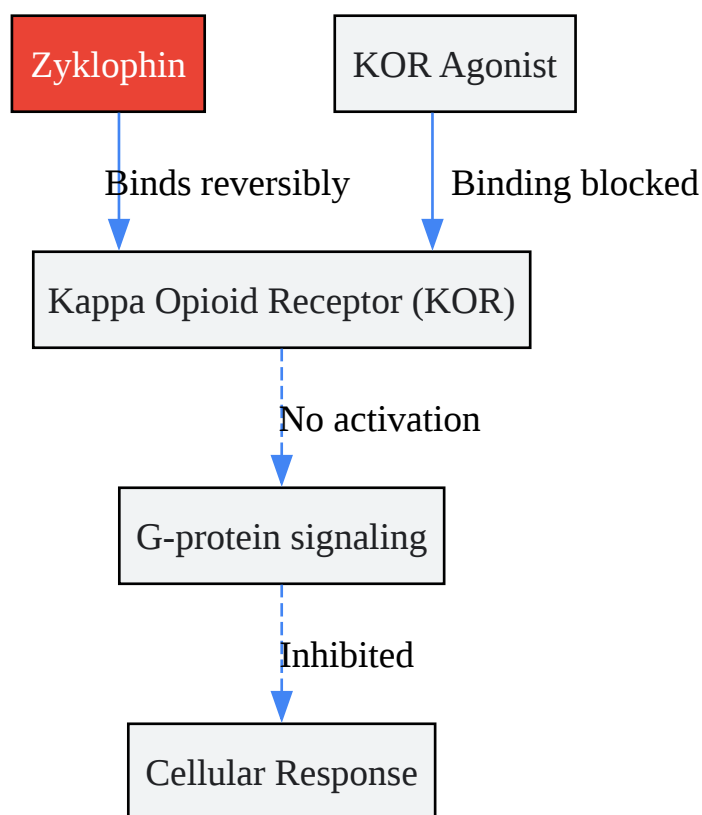 Zyklophin
KOR Agonist
Binds reversibly
Binding blocked
Kappa Opioid Receptor (KOR)
No activation
G-protein signaling
Inhibited
Cellular Response